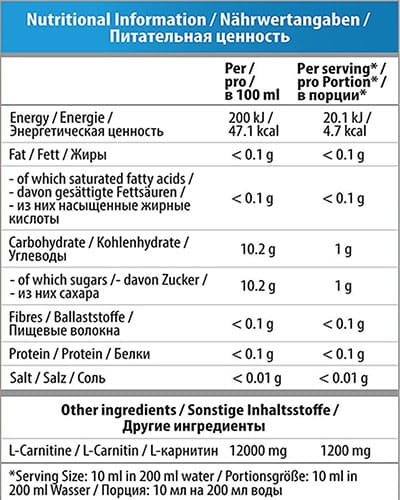 Nutritional Information / Nährwertangaben /
Питательная ценность
Per /
pro /
в 100 ml
Per serving* /
pro Portion* /
в порции*
Energy / Energie /
Энергетическая ценность
200 kJ /
47.1 kcal
20.1 kJ /
4.7 kcal
Fat / Fett / Жиры
< 0.1 g
< 0.1 g
- of which saturated fatty acids /
- davon gesättigte Fettsäuren /
- из них насыщенные жирные
кислоты
< 0.1 g
< 0.1 g
Carbohydrate / Kohlenhydrate /
Углеводы
10.2 g
1 g
- of which sugars /- davon Zucker /
- из них сахара
10.2 g
1 g
Fibres / Ballaststoffe /
Пищевые волокна
< 0.1 g
< 0.1 g
Protein / Protein / Белки
< 0.1 g
< 0.1 g
Salt / Salz / Соль
< 0.01 g
< 0.01 g
Other ingredients / Sonstige Inhaltsstoffe /
Другие ингредиенты
L-Carnitine / L-Carnitin / L-карнитин
12000 mg
1200 mg
*Serving Size: 10 ml in 200 ml water / Portionsgröße: 10 ml in
200 ml Wasser / Порция: 10 мл на 200 мл воды